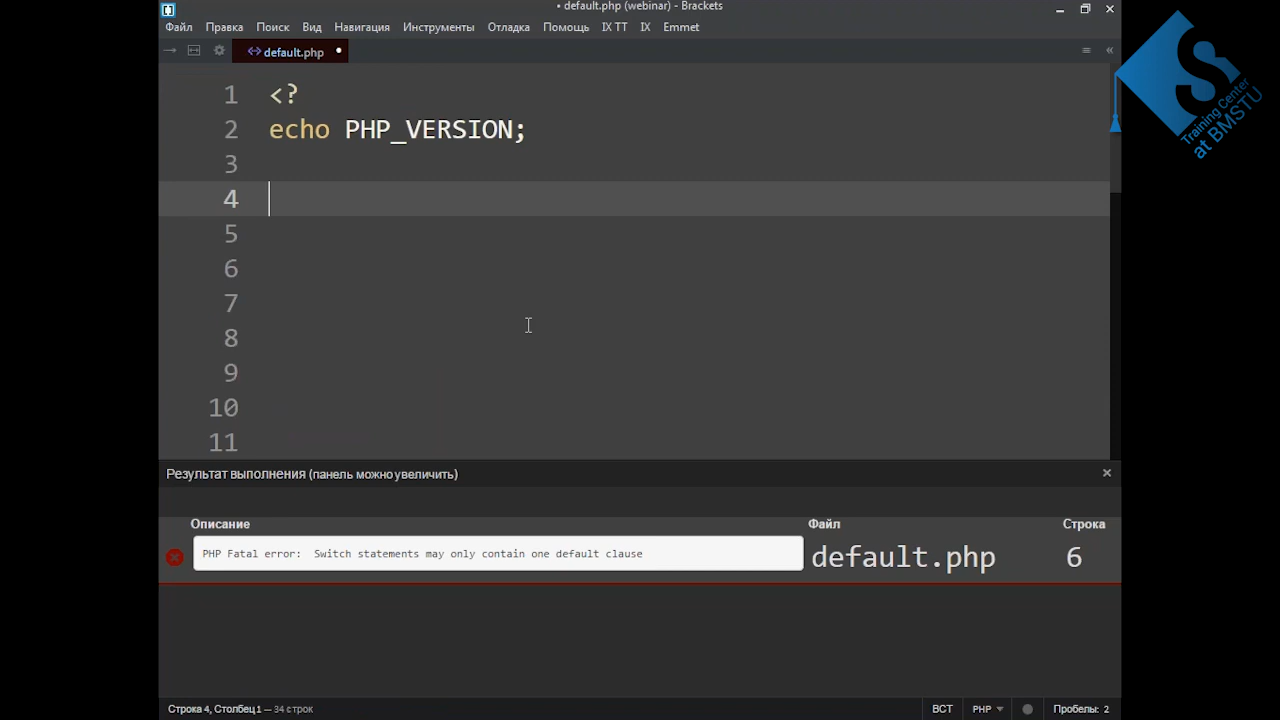 • default.php (webinar) - Brackets
Файл Правка Поиск Вид Навигация Инструменты Отладка Помощь IX TT IX Emmet
default.php •
1 <?
2 echo PHP_VERSION;
3
4
5
6
7
8
9
10
11
Результат выполнения (панель можно увеличить)
Описание Файл Строка
PHP Fatal error: Switch statements may only contain one default clause default.php 6
Строка 4, Столбец 1 — 34 строк ВСТ PHP Пробелы: 2
S
Training Center
at BMSTU